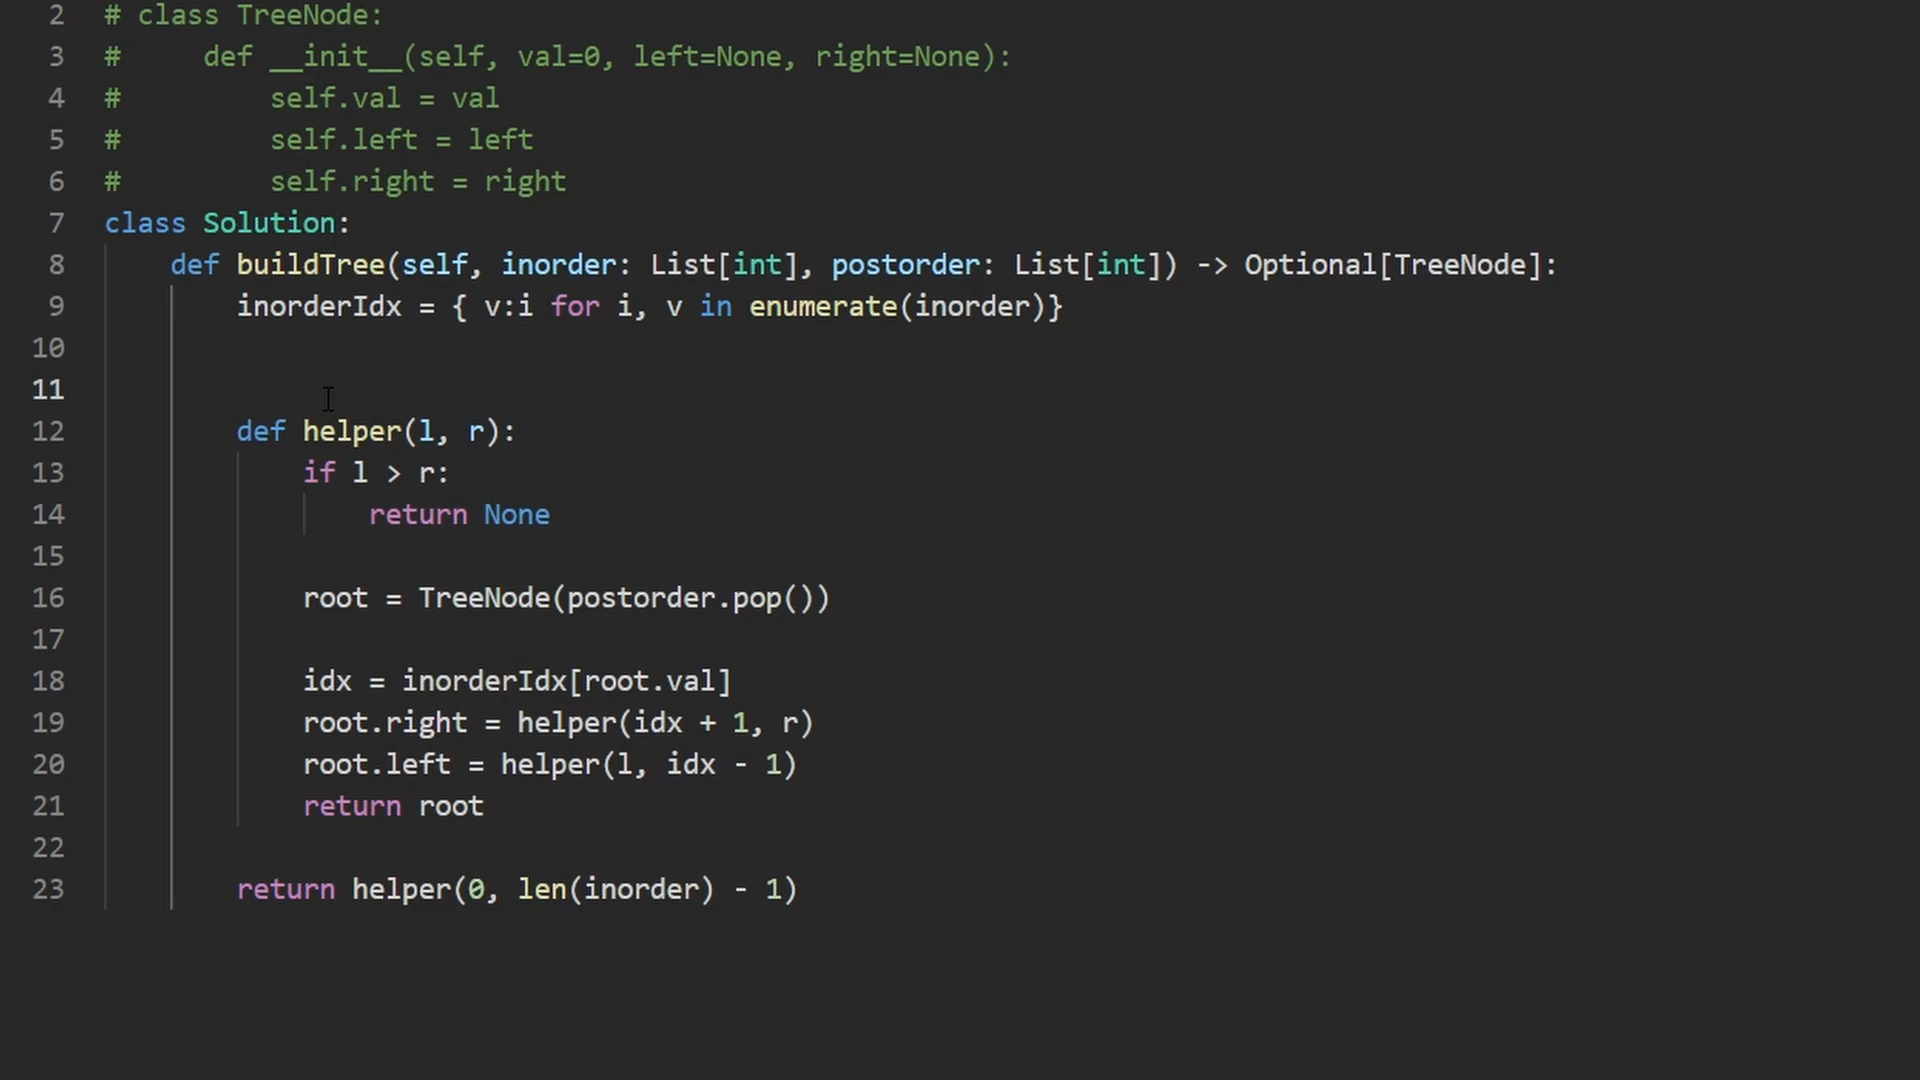 2 # class TreeNode:
3 #     def __init__(self, val=0, left=None, right=None):
4 #         self.val = val
5 #         self.left = left
6 #         self.right = right
7 class Solution:
8     def buildTree(self, inorder: List[int], postorder: List[int]) -> Optional[TreeNode]:
9         inorderIdx = { v:i for i, v in enumerate(inorder)}
10
11
12         def helper(l, r):
13             if l > r:
14                 return None
15
16             root = TreeNode(postorder.pop())
17
18             idx = inorderIdx[root.val]
19             root.right = helper(idx + 1, r)
20             root.left = helper(l, idx - 1)
21             return root
22
23         return helper(0, len(inorder) - 1)